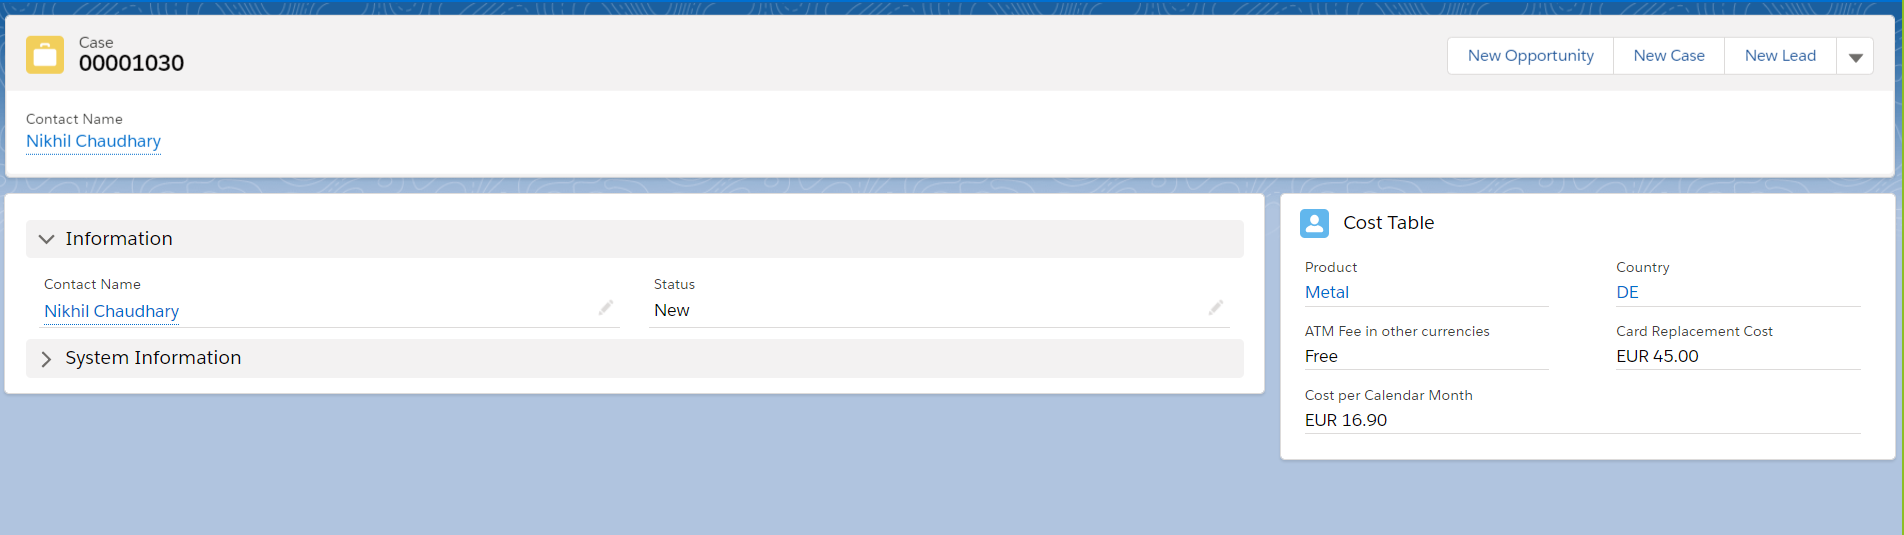 Case
00001030
New Opportunity
New Case
New Lead
Contact Name
Nikhil Chaudhary
Information
Contact Name
Status
Nikhil Chaudhary
New
System Information
Cost Table
Product
Country
Metal
DE
ATM Fee in other currencies
Card Replacement Cost
Free
EUR 45.00
Cost per Calendar Month
EUR 16.90